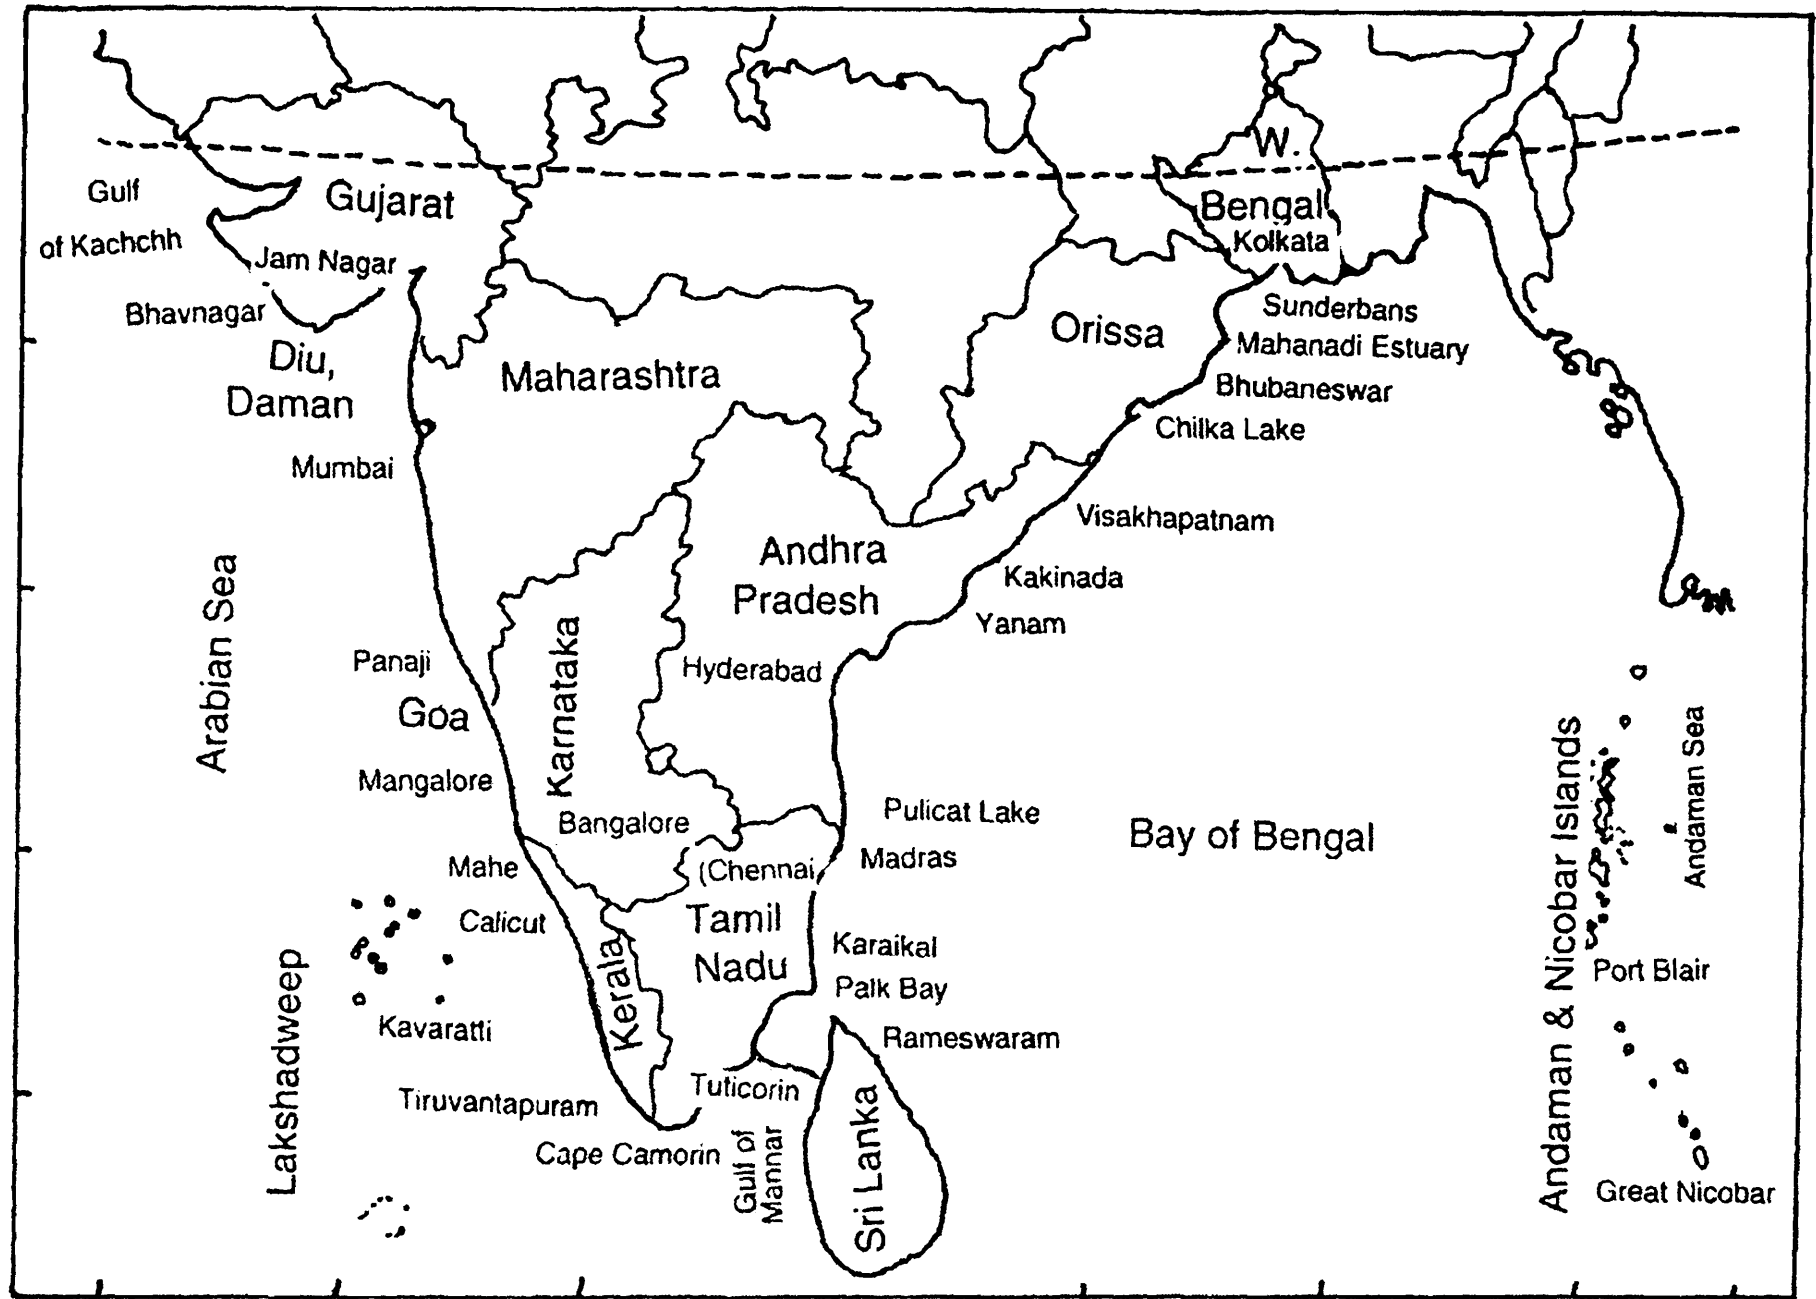 W.
Bengal
Kolkata
Gulf
of Kachchh
Gujarat
Jam Nagar
Bhavnagar
Diu,
Daman
Maharashtra
Mumbai
Orissa
Sunderbans
Mahanadi Estuary
Bhubaneswar
Chilka Lake
Visakhapatnam
Andhra
Pradesh
Kakinada
Yanam
Hyderabad
Arabian Sea
Panaji
Goa
Karnataka
Mangalore
Bangalore
Pulicat Lake
Madras
(Chennai
Bay of Bengal
Mahe
Calicut
Tamil
Nadu
Kerala
Karaikal
Palk Bay
Rameswaram
Lakshadweep
Kavaratti
Tiruvantapuram
Tuticorin
Cape Camorin
Gulf of
Mannar
Sri Lanka
Andaman & Nicobar Islands
Andaman Sea
Port Blair
Great Nicobar